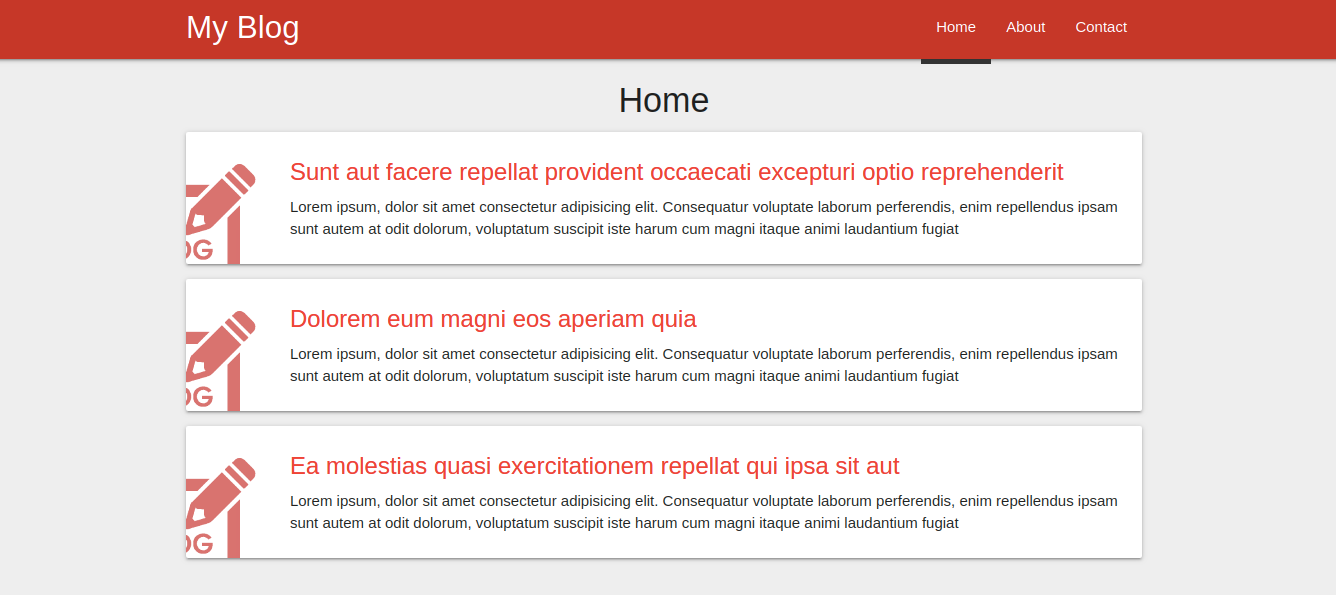 My Blog
Home About Contact
Home
Sunt aut facere repellat provident occaecati excepturi optio reprehenderit
Lorem ipsum, dolor sit amet consectetur adipisicing elit. Consequatur voluptate laborum perferendis, enim repellendus ipsam
sunt autem at odit dolorum, voluptatum suscipit iste harum cum magni itaque animi laudantium fugiat
OG
Dolorem eum magni eos aperiam quia
Lorem ipsum, dolor sit amet consectetur adipisicing elit. Consequatur voluptate laborum perferendis, enim repellendus ipsam
sunt autem at odit dolorum, voluptatum suscipit iste harum cum magni itaque animi laudantium fugiat
OG
Ea molestias quasi exercitationem repellat qui ipsa sit aut
Lorem ipsum, dolor sit amet consectetur adipisicing elit. Consequatur voluptate laborum perferendis, enim repellendus ipsam
sunt autem at odit dolorum, voluptatum suscipit iste harum cum magni itaque animi laudantium fugiat
OG